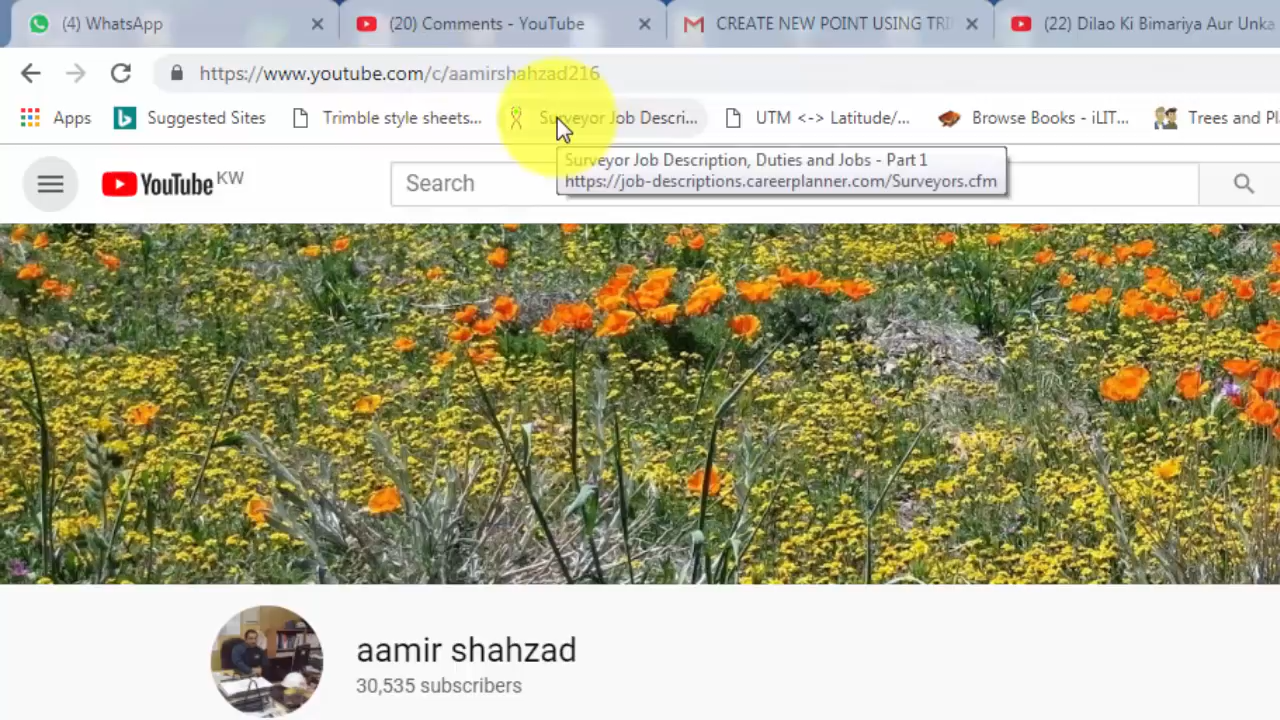 (4) WhatsApp
(20) Comments - YouTube
CREATE NEW POINT USING TRI
(22) Dilao Ki Bimariya Aur Unka
https://www.youtube.com/c/aamirshahzad216
Apps
Suggested Sites
Trimble style sheets...
Surveyor Job Descri...
UTM <-> Latitude/...
Browse Books - iLIT...
Trees and Pl
YouTube KW
Search
Surveyor Job Description, Duties and Jobs - Part 1
https://job-descriptions.careerplanner.com/Surveyors.cfm
aamir shahzad
30,535 subscribers